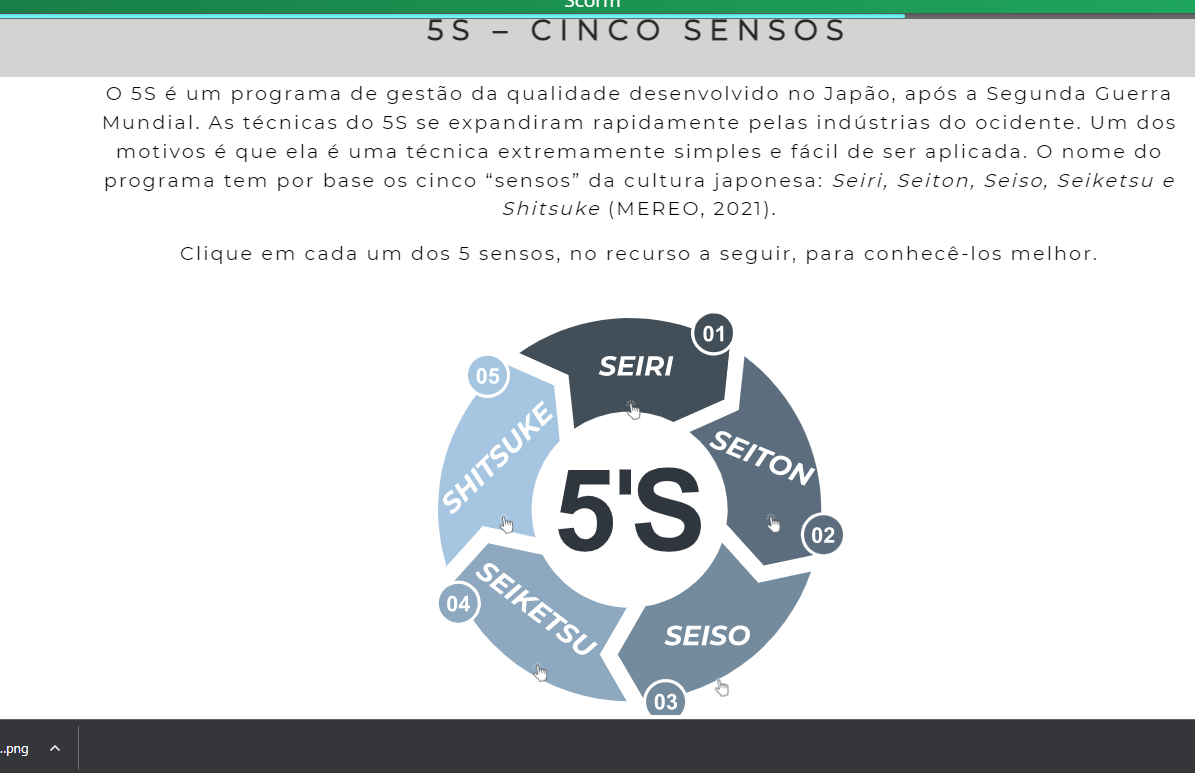 Scorm
5S – CINCO SENSOS
O 5S é um programa de gestão da qualidade desenvolvido no Japão, após a Segunda Guerra
Mundial. As técnicas do 5S se expandiram rapidamente pelas indústrias do ocidente. Um dos
motivos é que ela é uma técnica extremamente simples e fácil de ser aplicada. O nome do
programa tem por base os cinco “sensos” da cultura japonesa: Seiri, Seiton, Seiso, Seiketsu e
Shitsuke (MEREO, 2021).
Clique em cada um dos 5 sensos, no recurso a seguir, para conhecê-los melhor.
01
SEIRI
05
SHITSUKE
SEITON
5'S
02
SEIKETSU
04
SEISO
03
...png